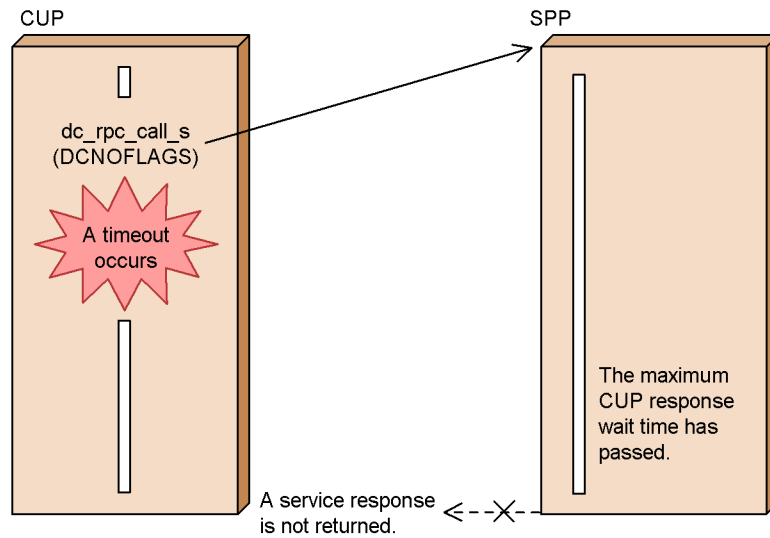 CUP
SPP
dc_rpc_call_s
(DCNOFLAGS)
A timeout
occurs
The maximum
CUP response
wait time has
passed.
A service response
is not returned.